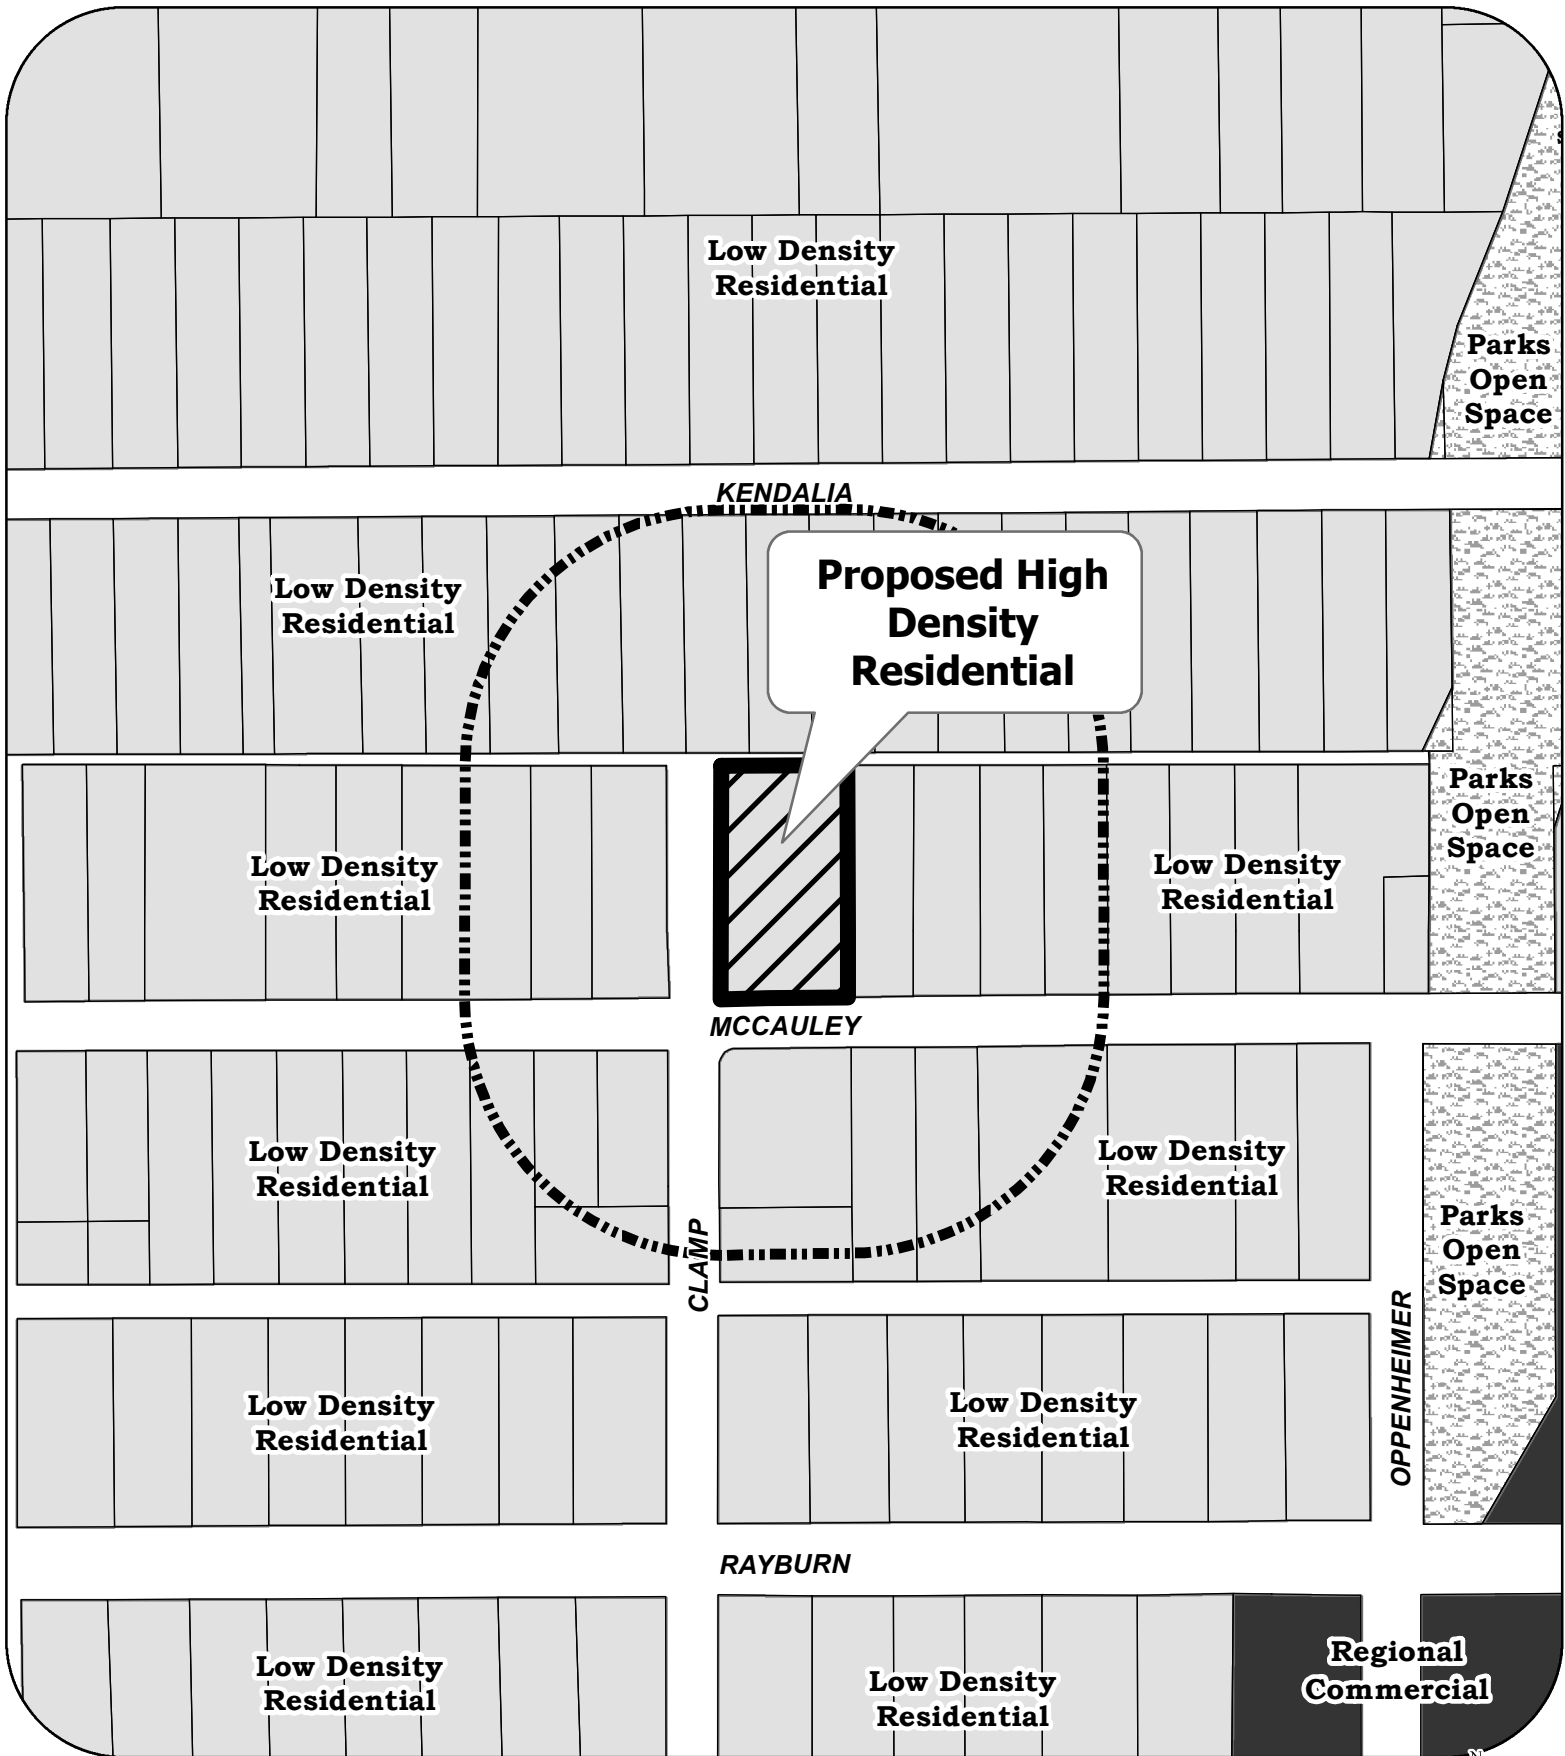 Low Density
Residential
Parks
Open
Space
KENDALIA
Proposed High
Density
Residential
Low Density
Residential
Parks
Open
Space
Low Density
Residential
Low Density
Residential
MCCAULEY
Low Density
Residential
Low Density
Residential
Parks
Open
Space
CLAMP
OPPENHEIMER
Low Density
Residential
Low Density
Residential
RAYBURN
Low Density
Residential
Low Density
Residential
Regional
Commercial